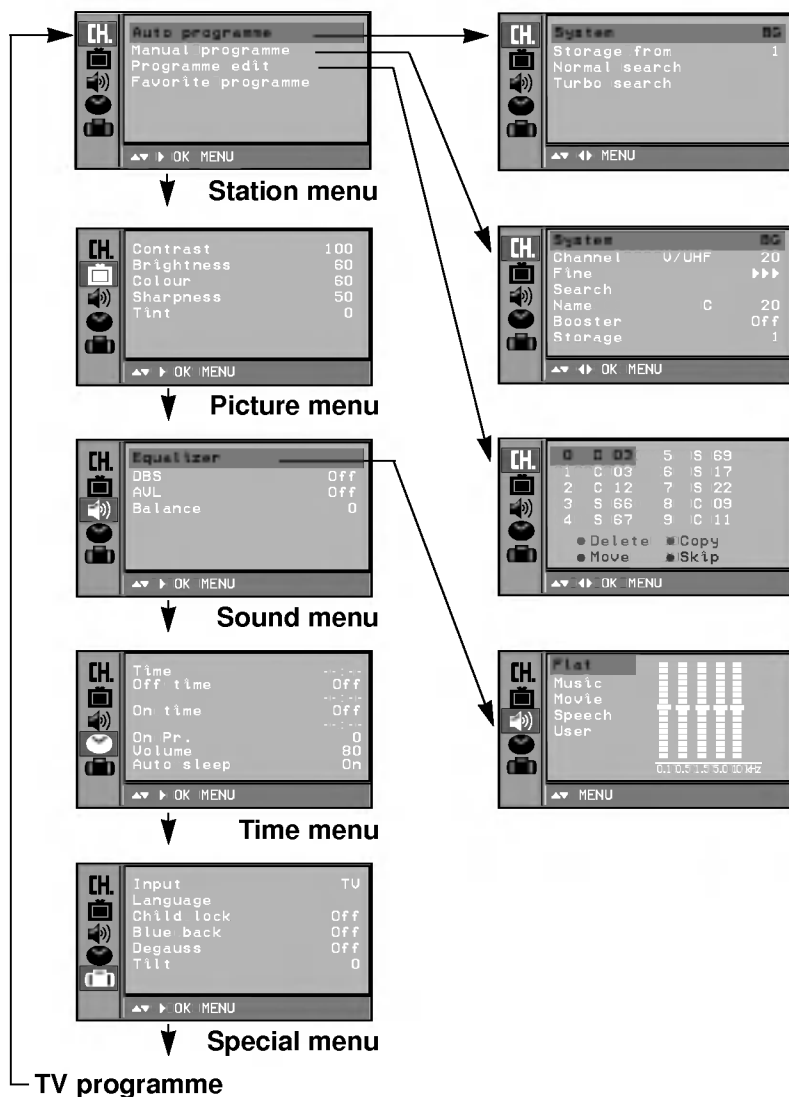 CH.
Auto programme
Manual programme
Programme edit
Favorite programme
OK MENU
Station menu
CH.
System BG
Storage from 1
Normal search
Turbo search
MENU
CH.
Contrast 100
Brightness 60
Colour 60
Sharpness 50
Tint 0
OK MENU
Picture menu
CH.
System BG
Channel V/UHF 20
Fine
Search
Name C 20
Booster Off
Storage 1
OK MENU
CH.
Equalizer
DBS Off
AVL Off
Balance 0
OK MENU
Sound menu
CH.
0 C 03 5 S 69
1 C 03 6 S 17
2 C 12 7 S 22
3 S 66 8 C 09
4 S 67 9 C 11
Delete Copy
Move Skip
OK MENU
CH.
Time --:--
Off time Off
--:--
On time Off
--:--
On Pr. 0
Volume 80
Auto sleep On
OK MENU
Time menu
CH.
Flat
Music
Movie
Speech
User
0.1 0.5 1.5 5.0 10 kHz
MENU
CH.
Input TV
Language
Child lock Off
Blue back Off
Degauss Off
Tilt 0
OK MENU
Special menu
TV programme